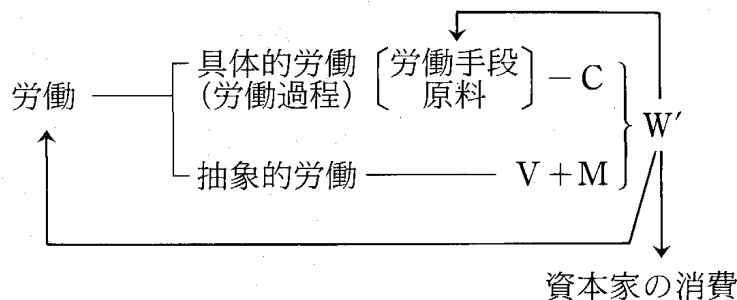 労働
具体的労働
(労働過程)
労働手段
原料
－C
抽象的労働
V＋M
W′
資本家の消費